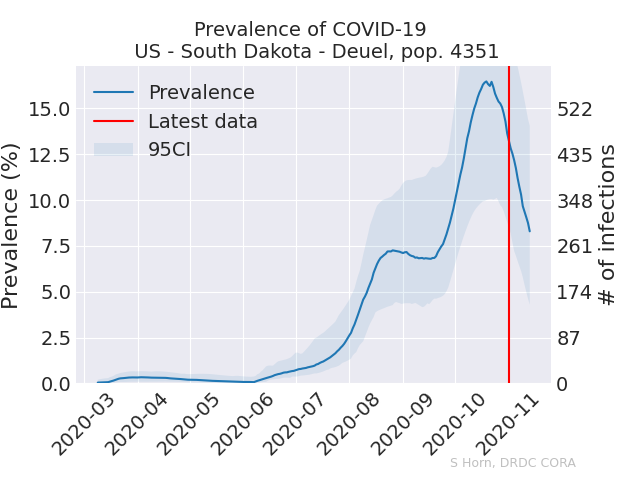 Prevalence of COVID-19
US - South Dakota - Deuel, pop. 4351
Prevalence
Latest data
95CI
Prevalence (%)
15.0
12.5
10.0
7.5
5.0
2.5
0.0
522
435
348
261
174
87
0
# of infections
2020-03
2020-04
2020-05
2020-06
2020-07
2020-08
2020-09
2020-10
2020-11
S Horn, DRDC CORA